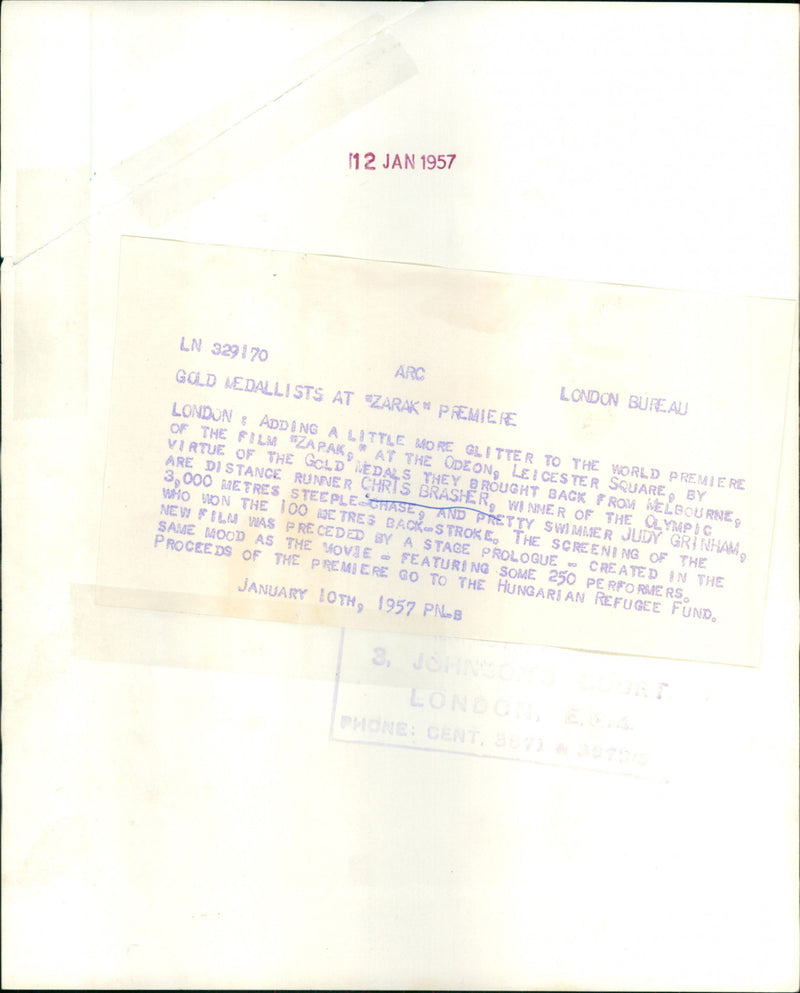 12 JAN 1957
LN 329170 ARC LONDON BUREAU
GOLD MEDALLISTS AT "ZARAK" PREMIERE
LONDON : ADDING A LITTLE MORE GLITTER TO THE WORLD PREMIERE
OF THE FILM "ZARAK," AT THE ODEON, LEICESTER SQUARE, BY
VIRTUE OF THE GOLD MEDALS THEY BROUGHT BACK FROM MELBOURNE,
ARE DISTANCE RUNNER CHRIS BRASHER, WINNER OF THE OLYMPIC
3,000 METRES STEEPLE-CHASE, AND PRETTY SWIMMER JUDY GRINHAM,
WHO WON THE 100 METRES BACK-STROKE. THE SCREENING OF THE
NEW FILM WAS PRECEDED BY A STAGE PROLOGUE - CREATED IN THE
SAME MOOD AS THE MOVIE - FEATURING SOME 250 PERFORMERS.
PROCEEDS OF THE PREMIERE GO TO THE HUNGARIAN REFUGEE FUND.
JANUARY 10TH, 1957 PN-B
3, JOHNSON'S COURT
LONDON, E.C.4.
PHONE: CENT.